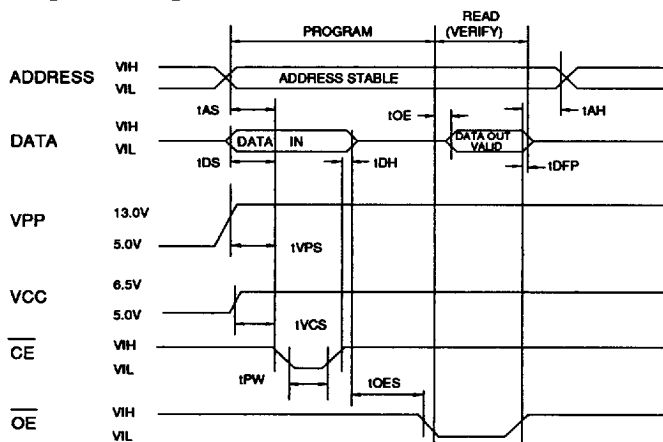 PROGRAM
READ
(VERIFY)
ADDRESS
VIH
VIL
ADDRESS STABLE
tAS
tOE
tAH
DATA
VIH
VIL
DATA IN
DATA OUT
VALID
tDS
tDH
tDFP
VPP
13.0V
5.0V
tVPS
VCC
6.5V
5.0V
tVCS
CE
VIH
VIL
tPW
tOES
OE
VIH
VIL